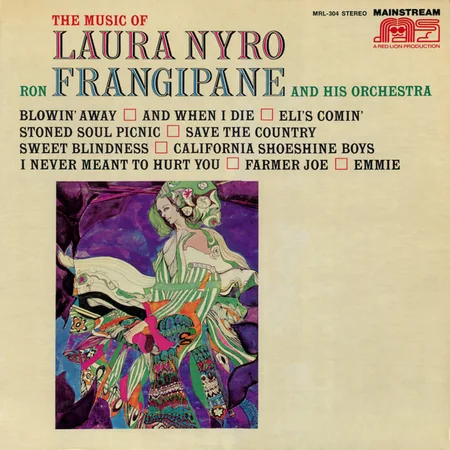 THE MUSIC OF
LAURA NYRO
RON FRANGIPANE AND HIS ORCHESTRA
BLOWIN' AWAY □ AND WHEN I DIE □ ELI'S COMIN'
STONED SOUL PICNIC □ SAVE THE COUNTRY
SWEET BLINDNESS □ CALIFORNIA SHOESHINE BOYS
I NEVER MEANT TO HURT YOU □ FARMER JOE □ EMMIE
MRL-304 STEREO
MAINSTREAM
MS
A RED LION PRODUCTION